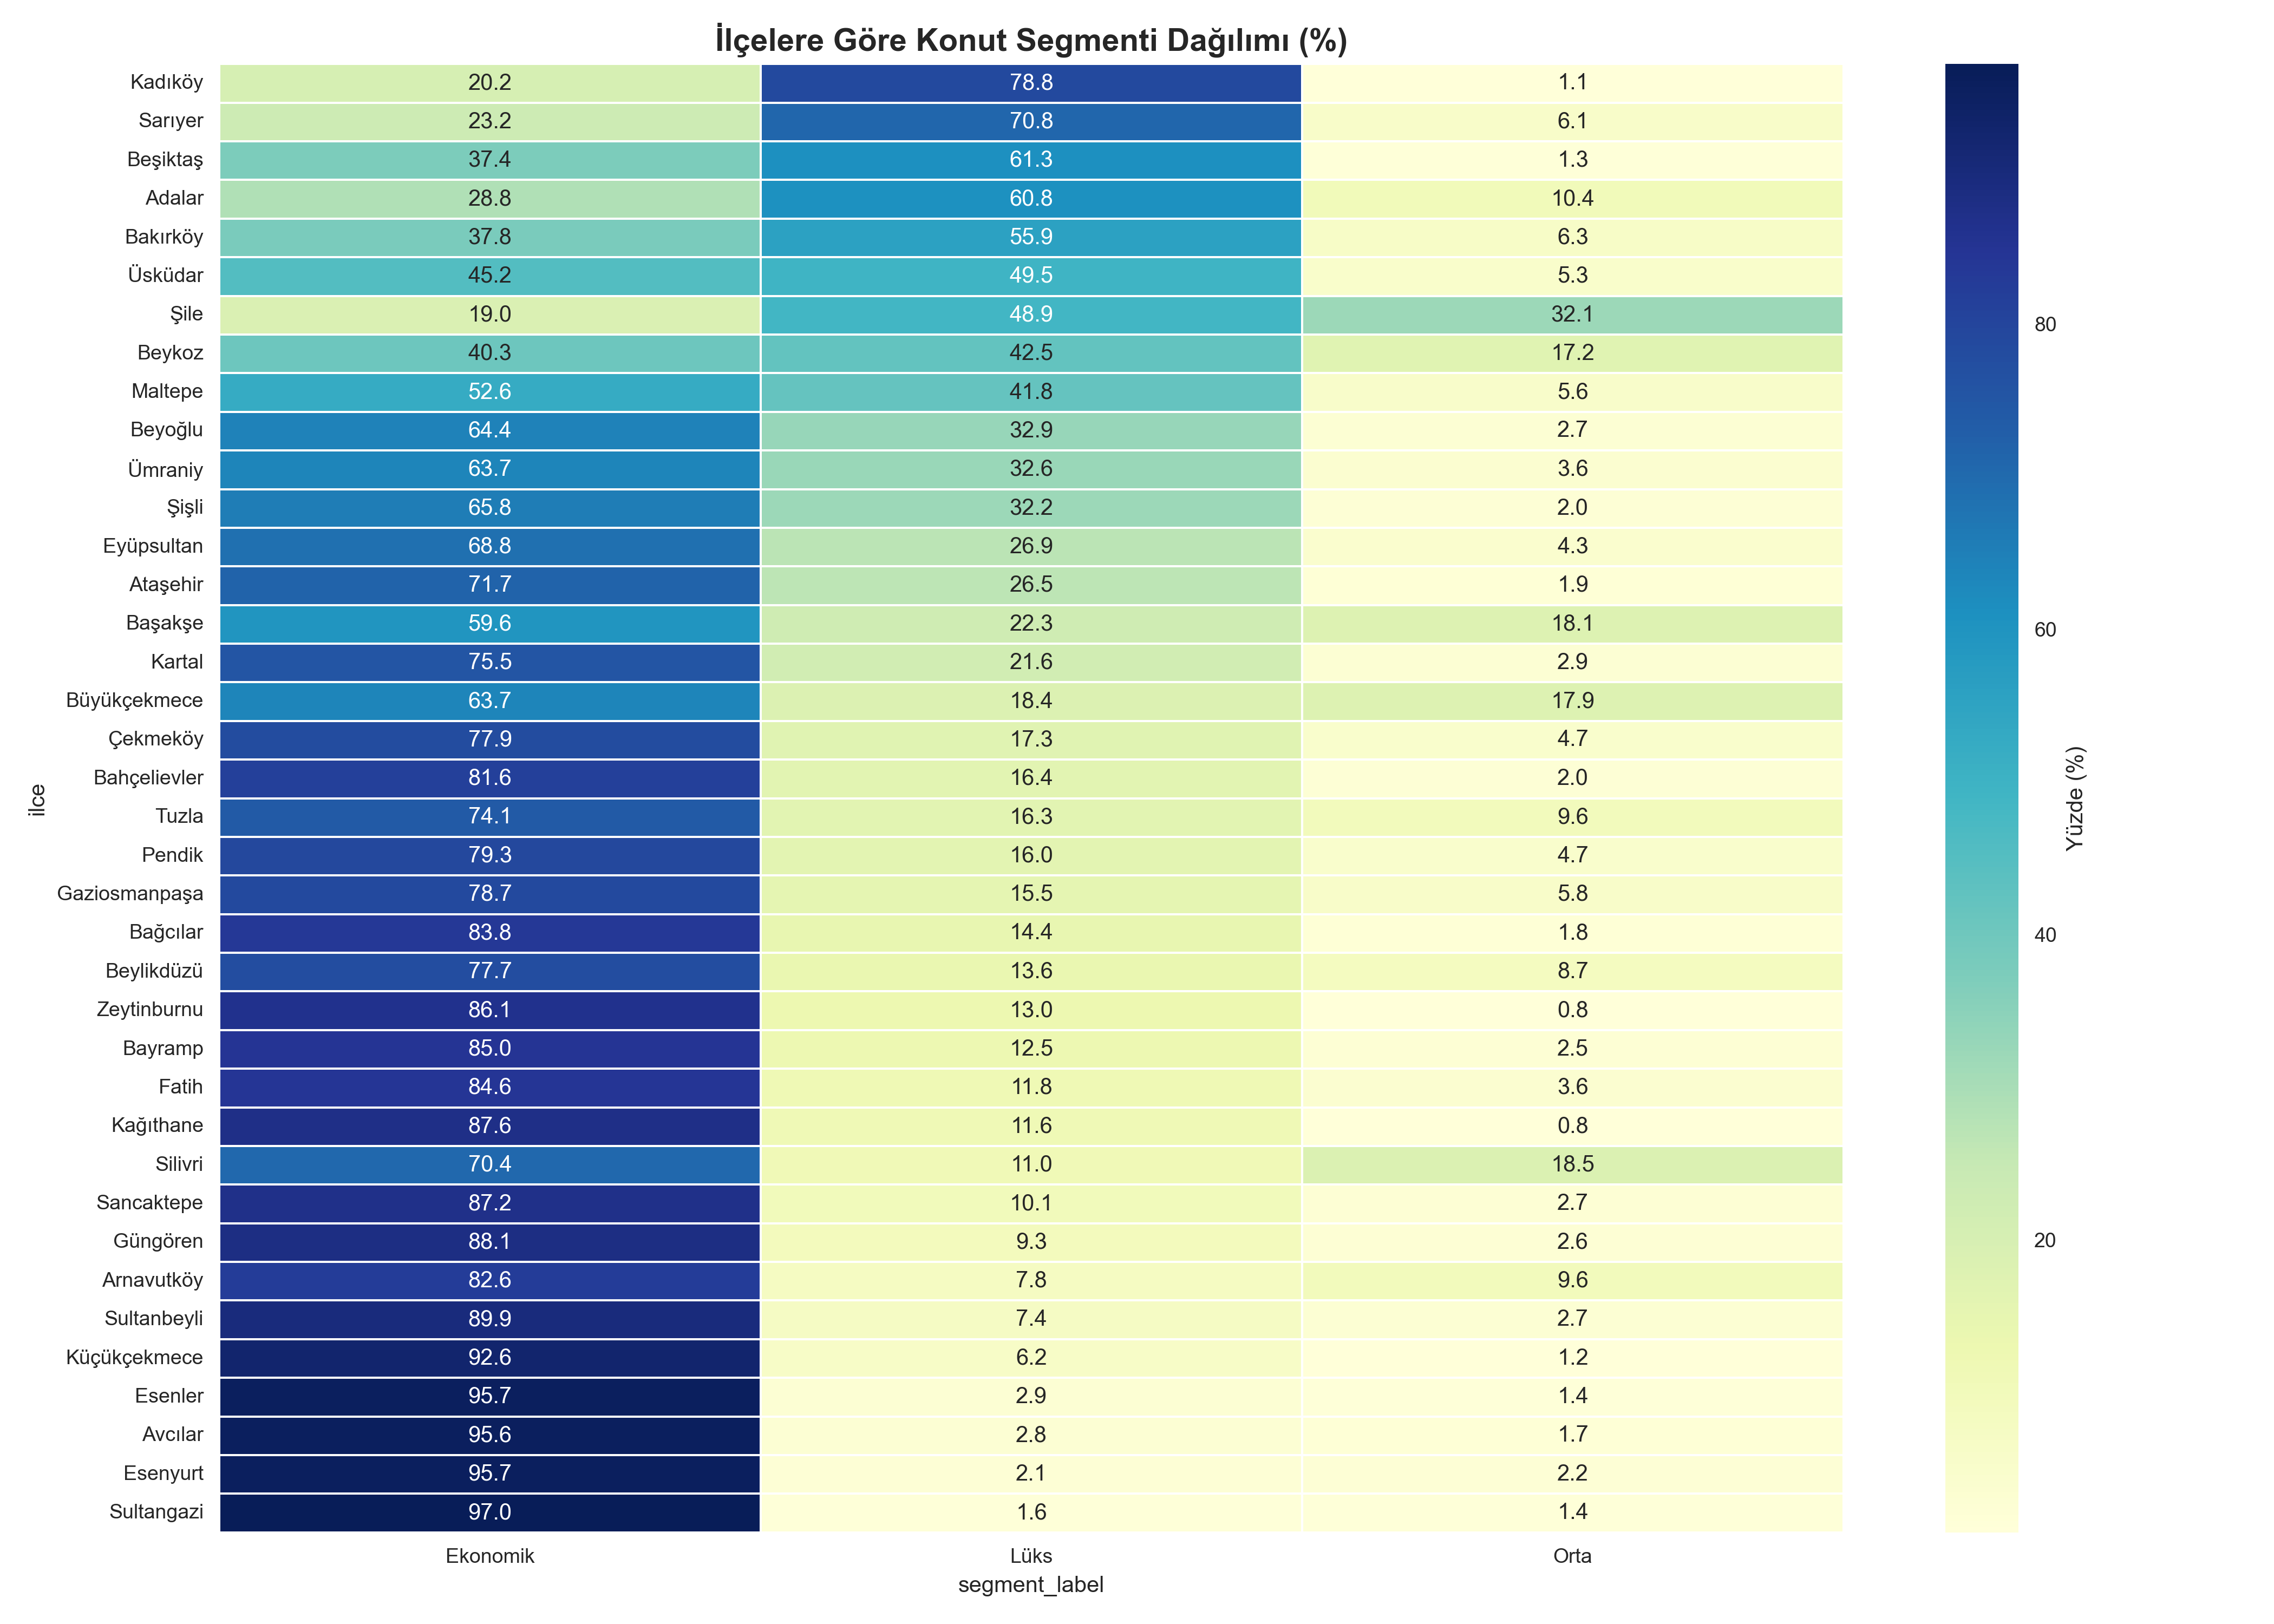 İlçelere Göre Konut Segmenti Dağılımı (%)
Kadıköy 20.2 78.8 1.1
Sarıyer 23.2 70.8 6.1
Beşiktaş 37.4 61.3 1.3
Adalar 28.8 60.8 10.4
Bakırköy 37.8 55.9 6.3
Üsküdar 45.2 49.5 5.3
Şile 19.0 48.9 32.1
Beykoz 40.3 42.5 17.2
Maltepe 52.6 41.8 5.6
Beyoğlu 64.4 32.9 2.7
Ümraniy 63.7 32.6 3.6
Şişli 65.8 32.2 2.0
Eyüpsultan 68.8 26.9 4.3
Ataşehir 71.7 26.5 1.9
Başakşe 59.6 22.3 18.1
Kartal 75.5 21.6 2.9
Büyükçekmece 63.7 18.4 17.9
Çekmeköy 77.9 17.3 4.7
Bahçelievler 81.6 16.4 2.0
Tuzla 74.1 16.3 9.6
Pendik 79.3 16.0 4.7
Gaziosmanpaşa 78.7 15.5 5.8
Bağcılar 83.8 14.4 1.8
Beylikdüzü 77.7 13.6 8.7
Zeytinburnu 86.1 13.0 0.8
Bayramp 85.0 12.5 2.5
Fatih 84.6 11.8 3.6
Kağıthane 87.6 11.6 0.8
Silivri 70.4 11.0 18.5
Sancaktepe 87.2 10.1 2.7
Güngören 88.1 9.3 2.6
Arnavutköy 82.6 7.8 9.6
Sultanbeyli 89.9 7.4 2.7
Küçükçekmece 92.6 6.2 1.2
Esenler 95.7 2.9 1.4
Avcılar 95.6 2.8 1.7
Esenyurt 95.7 2.1 2.2
Sultangazi 97.0 1.6 1.4
Ekonomik Lüks Orta
segment_label
ilce
80
60
40
20
Yüzde (%)